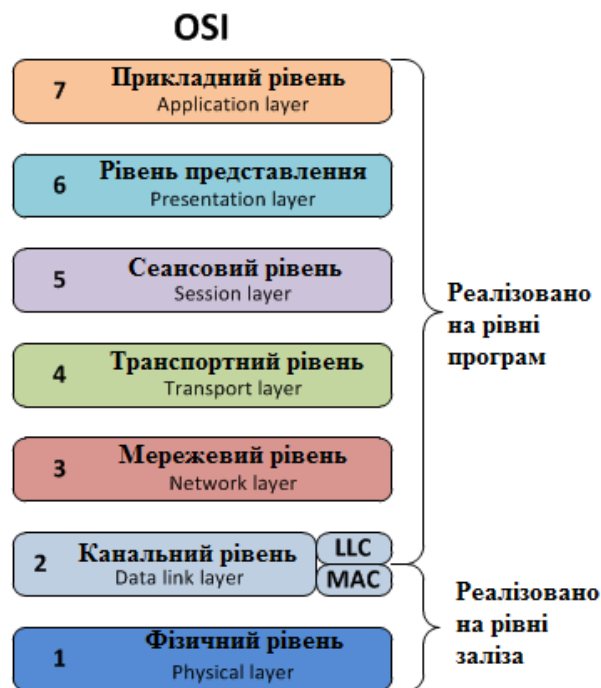 OSI
7 Прикладний рівень
Application layer
6 Рівень представлення
Presentation layer
5 Сеансовий рівень
Session layer
4 Транспортний рівень
Transport layer
3 Мережевий рівень
Network layer
2 Канальний рівень
Data link layer
LLC
MAC
1 Фізичний рівень
Physical layer
Реалізовано
на рівні
програм
Реалізовано
на рівні
заліза